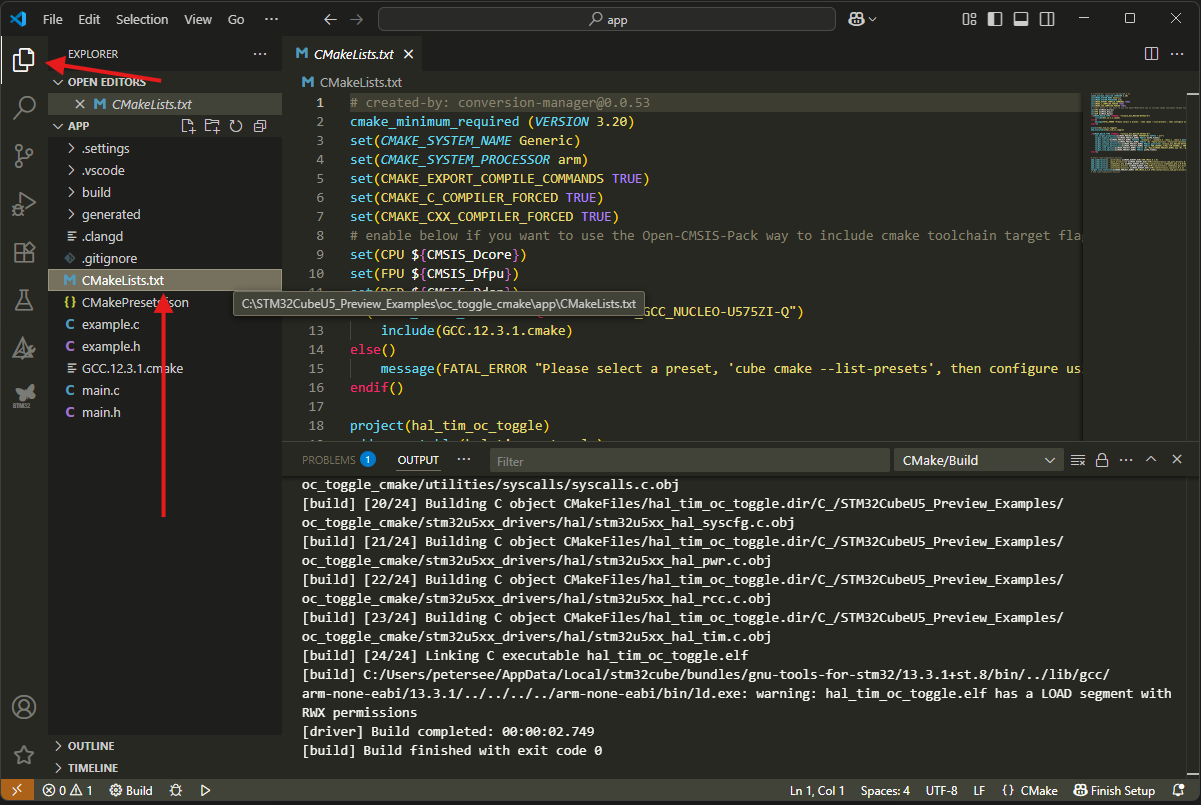 File Edit Selection View Go ···
app
EXPLORER ···
OPEN EDITORS
CMakeLists.txt
APP
.settings
.vscode
build
generated
.clangd
.gitignore
CMakeLists.txt
example.c
example.h
GCC.12.3.1.cmake
main.c
main.h
OUTLINE
TIMELINE
CMakeLists.txt
CMakeLists.txt
1 # created-by: conversion-manager@0.0.53
2 cmake_minimum_required (VERSION 3.20)
3 set(CMAKE_SYSTEM_NAME Generic)
4 set(CMAKE_SYSTEM_PROCESSOR arm)
5 set(CMAKE_EXPORT_COMPILE_COMMANDS TRUE)
6 set(CMAKE_C_COMPILER_FORCED TRUE)
7 set(CMAKE_CXX_COMPILER_FORCED TRUE)
8 # enable below if you want to use the Open-CMSIS-Pack way to include cmake toolchain target
9 set(CPU ${CMSIS_Dcore})
10 set(FPU ${CMSIS_Dfpu})
C:\STM32CubeU5_Preview_Examples\oc_toggle_cmake\app\CMakeLists.txt
_GCC_NUCLEO-U575ZI-Q")
13 include(GCC.12.3.1.cmake)
14 else()
15 message(FATAL_ERROR "Please select a preset, 'cube cmake --list-presets', then configure
16 endif()
17
18 project(hal_tim_oc_toggle)
PROBLEMS 1 OUTPUT ··· Filter CMake/Build
oc_toggle_cmake/utilities/syscalls/syscalls.c.obj
[build] [20/24] Building C object CMakeFiles/hal_tim_oc_toggle.dir/C_/STM32CubeU5_Preview_Examples/
oc_toggle_cmake/stm32u5xx_drivers/hal/stm32u5xx_hal_syscfg.c.obj
[build] [21/24] Building C object CMakeFiles/hal_tim_oc_toggle.dir/C_/STM32CubeU5_Preview_Examples/
oc_toggle_cmake/stm32u5xx_drivers/hal/stm32u5xx_hal_pwr.c.obj
[build] [22/24] Building C object CMakeFiles/hal_tim_oc_toggle.dir/C_/STM32CubeU5_Preview_Examples/
oc_toggle_cmake/stm32u5xx_drivers/hal/stm32u5xx_hal_rcc.c.obj
[build] [23/24] Building C object CMakeFiles/hal_tim_oc_toggle.dir/C_/STM32CubeU5_Preview_Examples/
oc_toggle_cmake/stm32u5xx_drivers/hal/stm32u5xx_hal_tim.c.obj
[build] [24/24] Linking C executable hal_tim_oc_toggle.elf
[build] C:/Users/petersee/AppData/Local/stm32cube/bundles/gnu-tools-for-stm32/13.3.1+st.8/bin/../lib/gcc/
arm-none-eabi/13.3.1/../../../../arm-none-eabi/bin/ld.exe: warning: hal_tim_oc_toggle.elf has a LOAD segment with
RWX permissions
[driver] Build completed: 00:00:02.749
[build] Build finished with exit code 0
0 1 Build Ln 1, Col 1 Spaces: 4 UTF-8 LF {} CMake Finish Setup